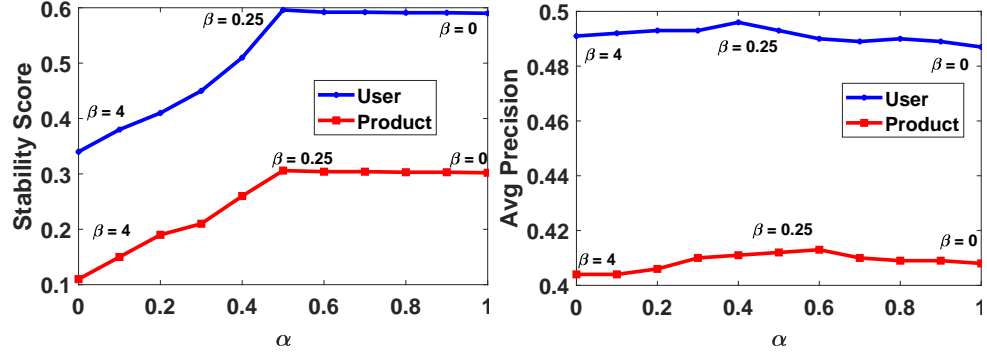 Stability Score
0.6
0.5
0.4
0.3
0.2
0.1
β = 0.25
β = 0
β = 4
User
Product
β = 0.25
β = 0
β = 4
0 0.2 0.4 0.6 0.8 1
α
Avg Precision
0.5
0.48
0.46
0.44
0.42
0.4
β = 4
β = 0.25
β = 0
User
Product
β = 0.25
β = 0
β = 4
0 0.2 0.4 0.6 0.8 1
α